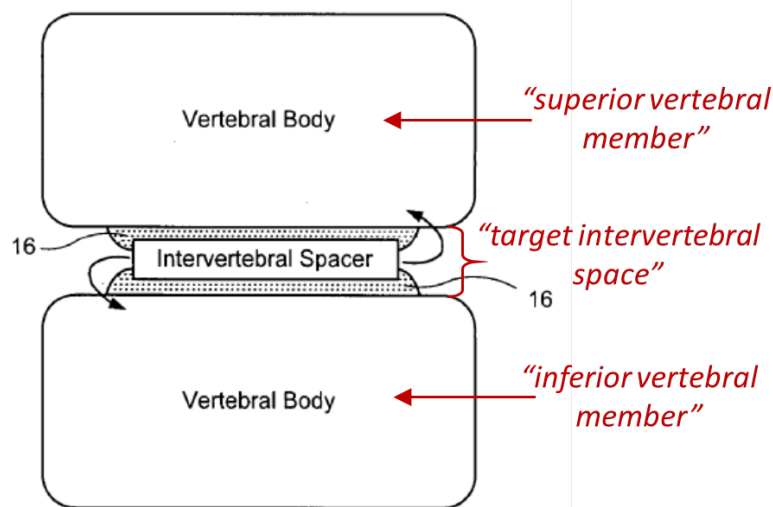 Vertebral Body
“superior vertebral
member”
16
Intervertebral Spacer
“target intervertebral
space”
16
Vertebral Body
“inferior vertebral
member”